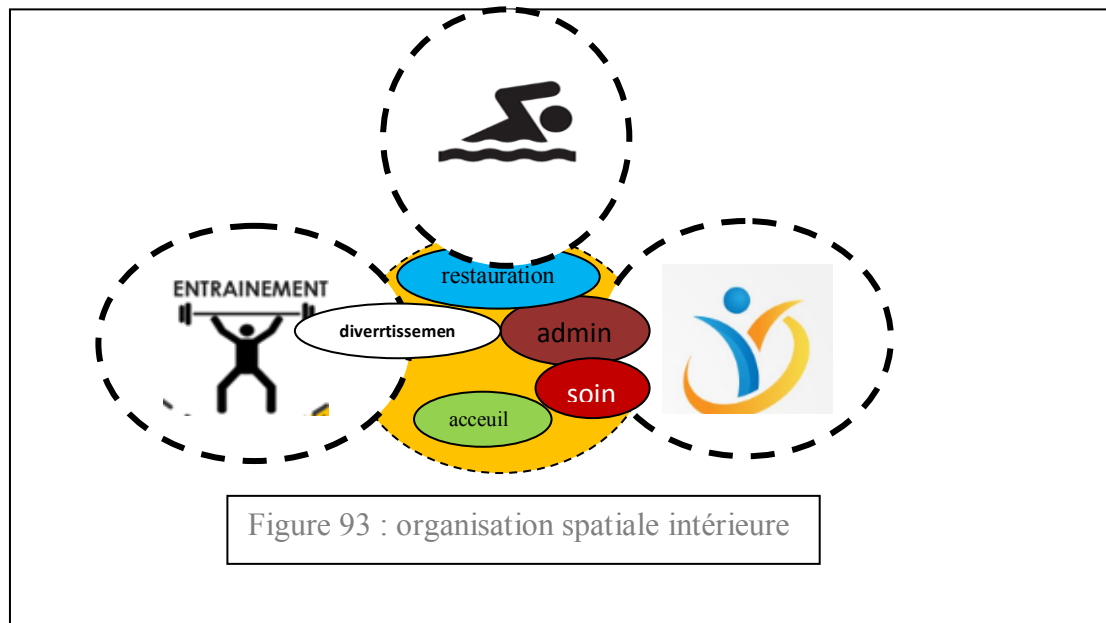 restauration
ENTRAINEMENT
diverrtissemen
admin
soin
acceuil
Figure 93 : organisation spatiale intérieure